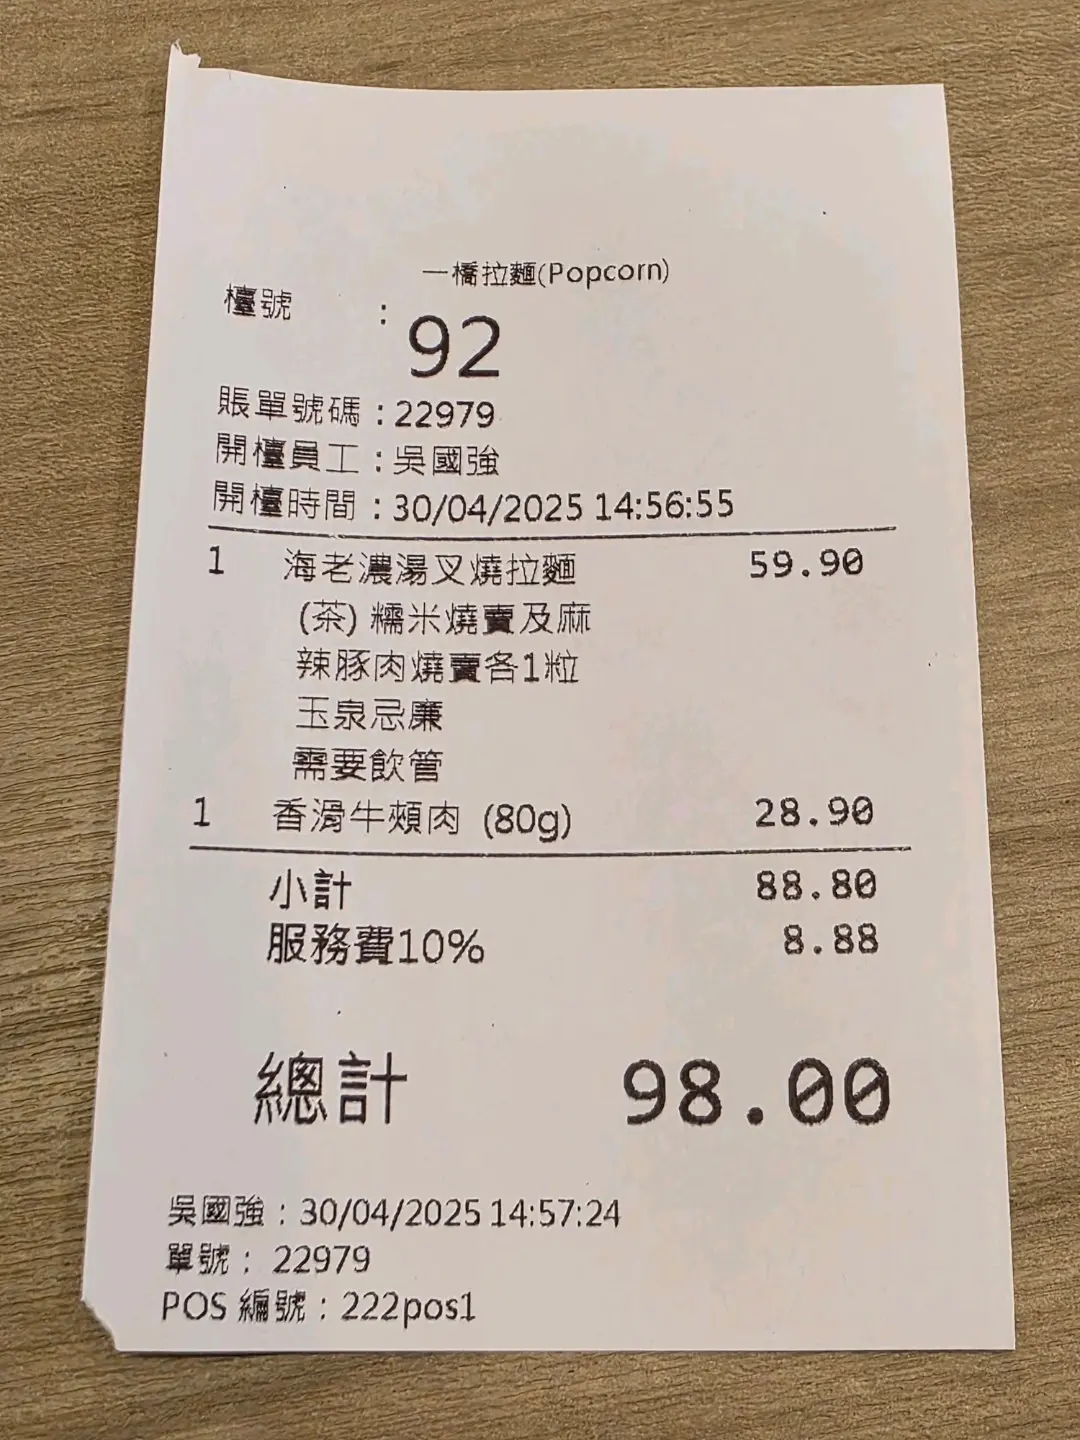 一橋拉麵(Popcorn)
檯號 : 92
賬單號碼 : 22979
開檯員工 : 吳國強
開檯時間 : 30/04/2025 14:56:55
1 海老濃湯叉燒拉麵 59.90
(茶) 糯米燒賣及麻
辣豚肉燒賣各1粒
玉泉忌廉
需要飲管
1 香滑牛頰肉 (80g) 28.90
小計 88.80
服務費10% 8.88
總計 98.00
吳國強 : 30/04/2025 14:57:24
單號 : 22979
POS 編號 : 222pos1